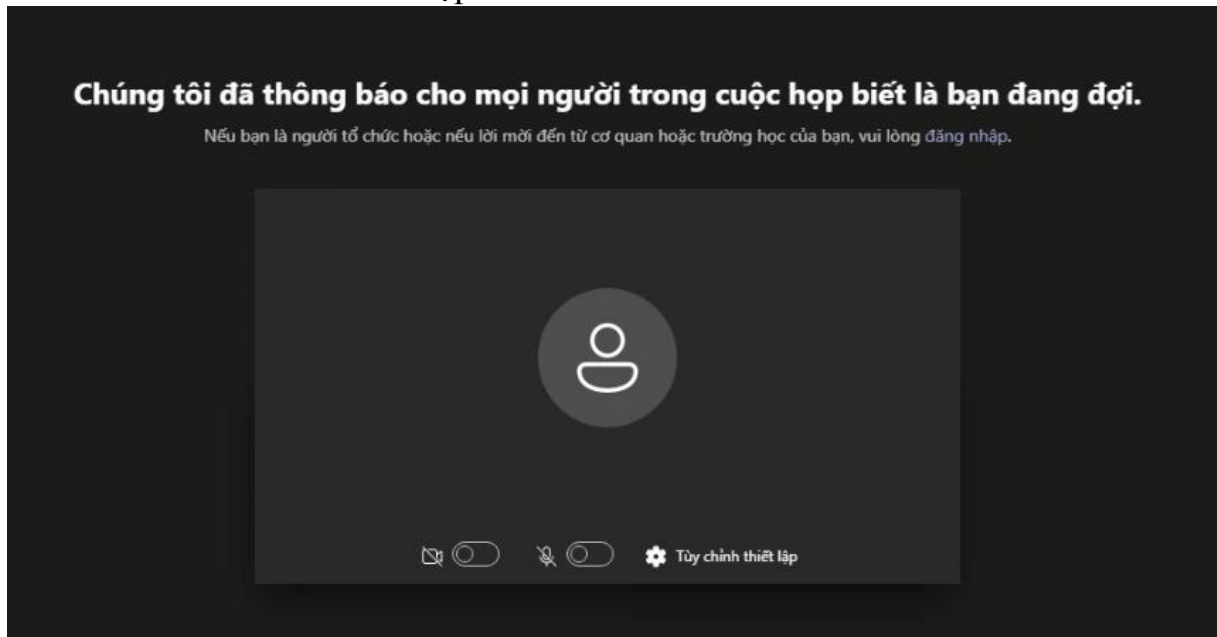 Chúng tôi đã thông báo cho mọi người trong cuộc họp biết là bạn đang đợi.
Nếu bạn là người tổ chức hoặc nếu lời mời đến từ cơ quan hoặc trường học của bạn, vui lòng đăng nhập.
Tùy chỉnh thiết lập